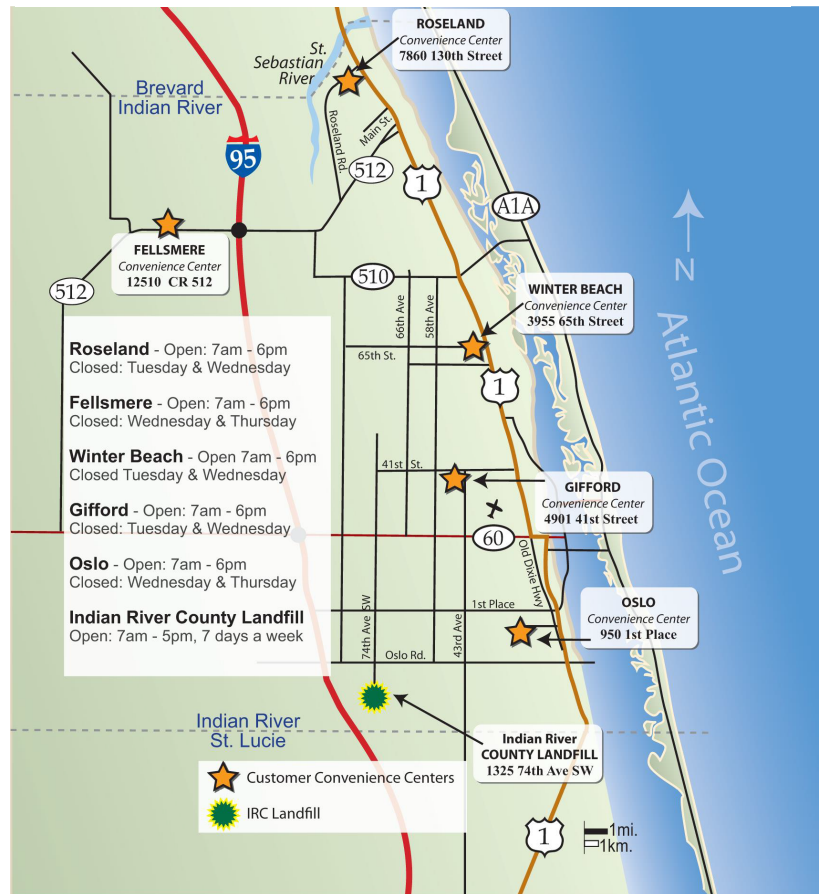 ROSELAND
Convenience Center
7860 130th Street
St.
Sebastian
River
Brevard
Indian River
Roseland Rd.
Main St.
95
512
1
A1A
FELLSMERE
Convenience Center
12510 CR 512
512
510
N
WINTER BEACH
Convenience Center
3955 65th Street
66th Ave
58th Ave
65th St.
1
Atlantic Ocean
Roseland - Open: 7am - 6pm
Closed: Tuesday & Wednesday
Fellsmere - Open: 7am - 6pm
Closed: Wednesday & Thursday
Winter Beach - Open 7am - 6pm
Closed Tuesday & Wednesday
Gifford - Open: 7am - 6pm
Closed: Tuesday & Wednesday
Oslo - Open: 7am - 6pm
Closed: Wednesday & Thursday
Indian River County Landfill
Open: 7am - 5pm, 7 days a week
41st St.
GIFFORD
Convenience Center
4901 41st Street
60
Old Dixie Hwy
1st Place
74th Ave SW
43rd Ave
Oslo Rd.
OSLO
Convenience Center
950 1st Place
Indian River
St. Lucie
Indian River
COUNTY LANDFILL
1325 74th Ave SW
Customer Convenience Centers
IRC Landfill
1
1mi.
1km.